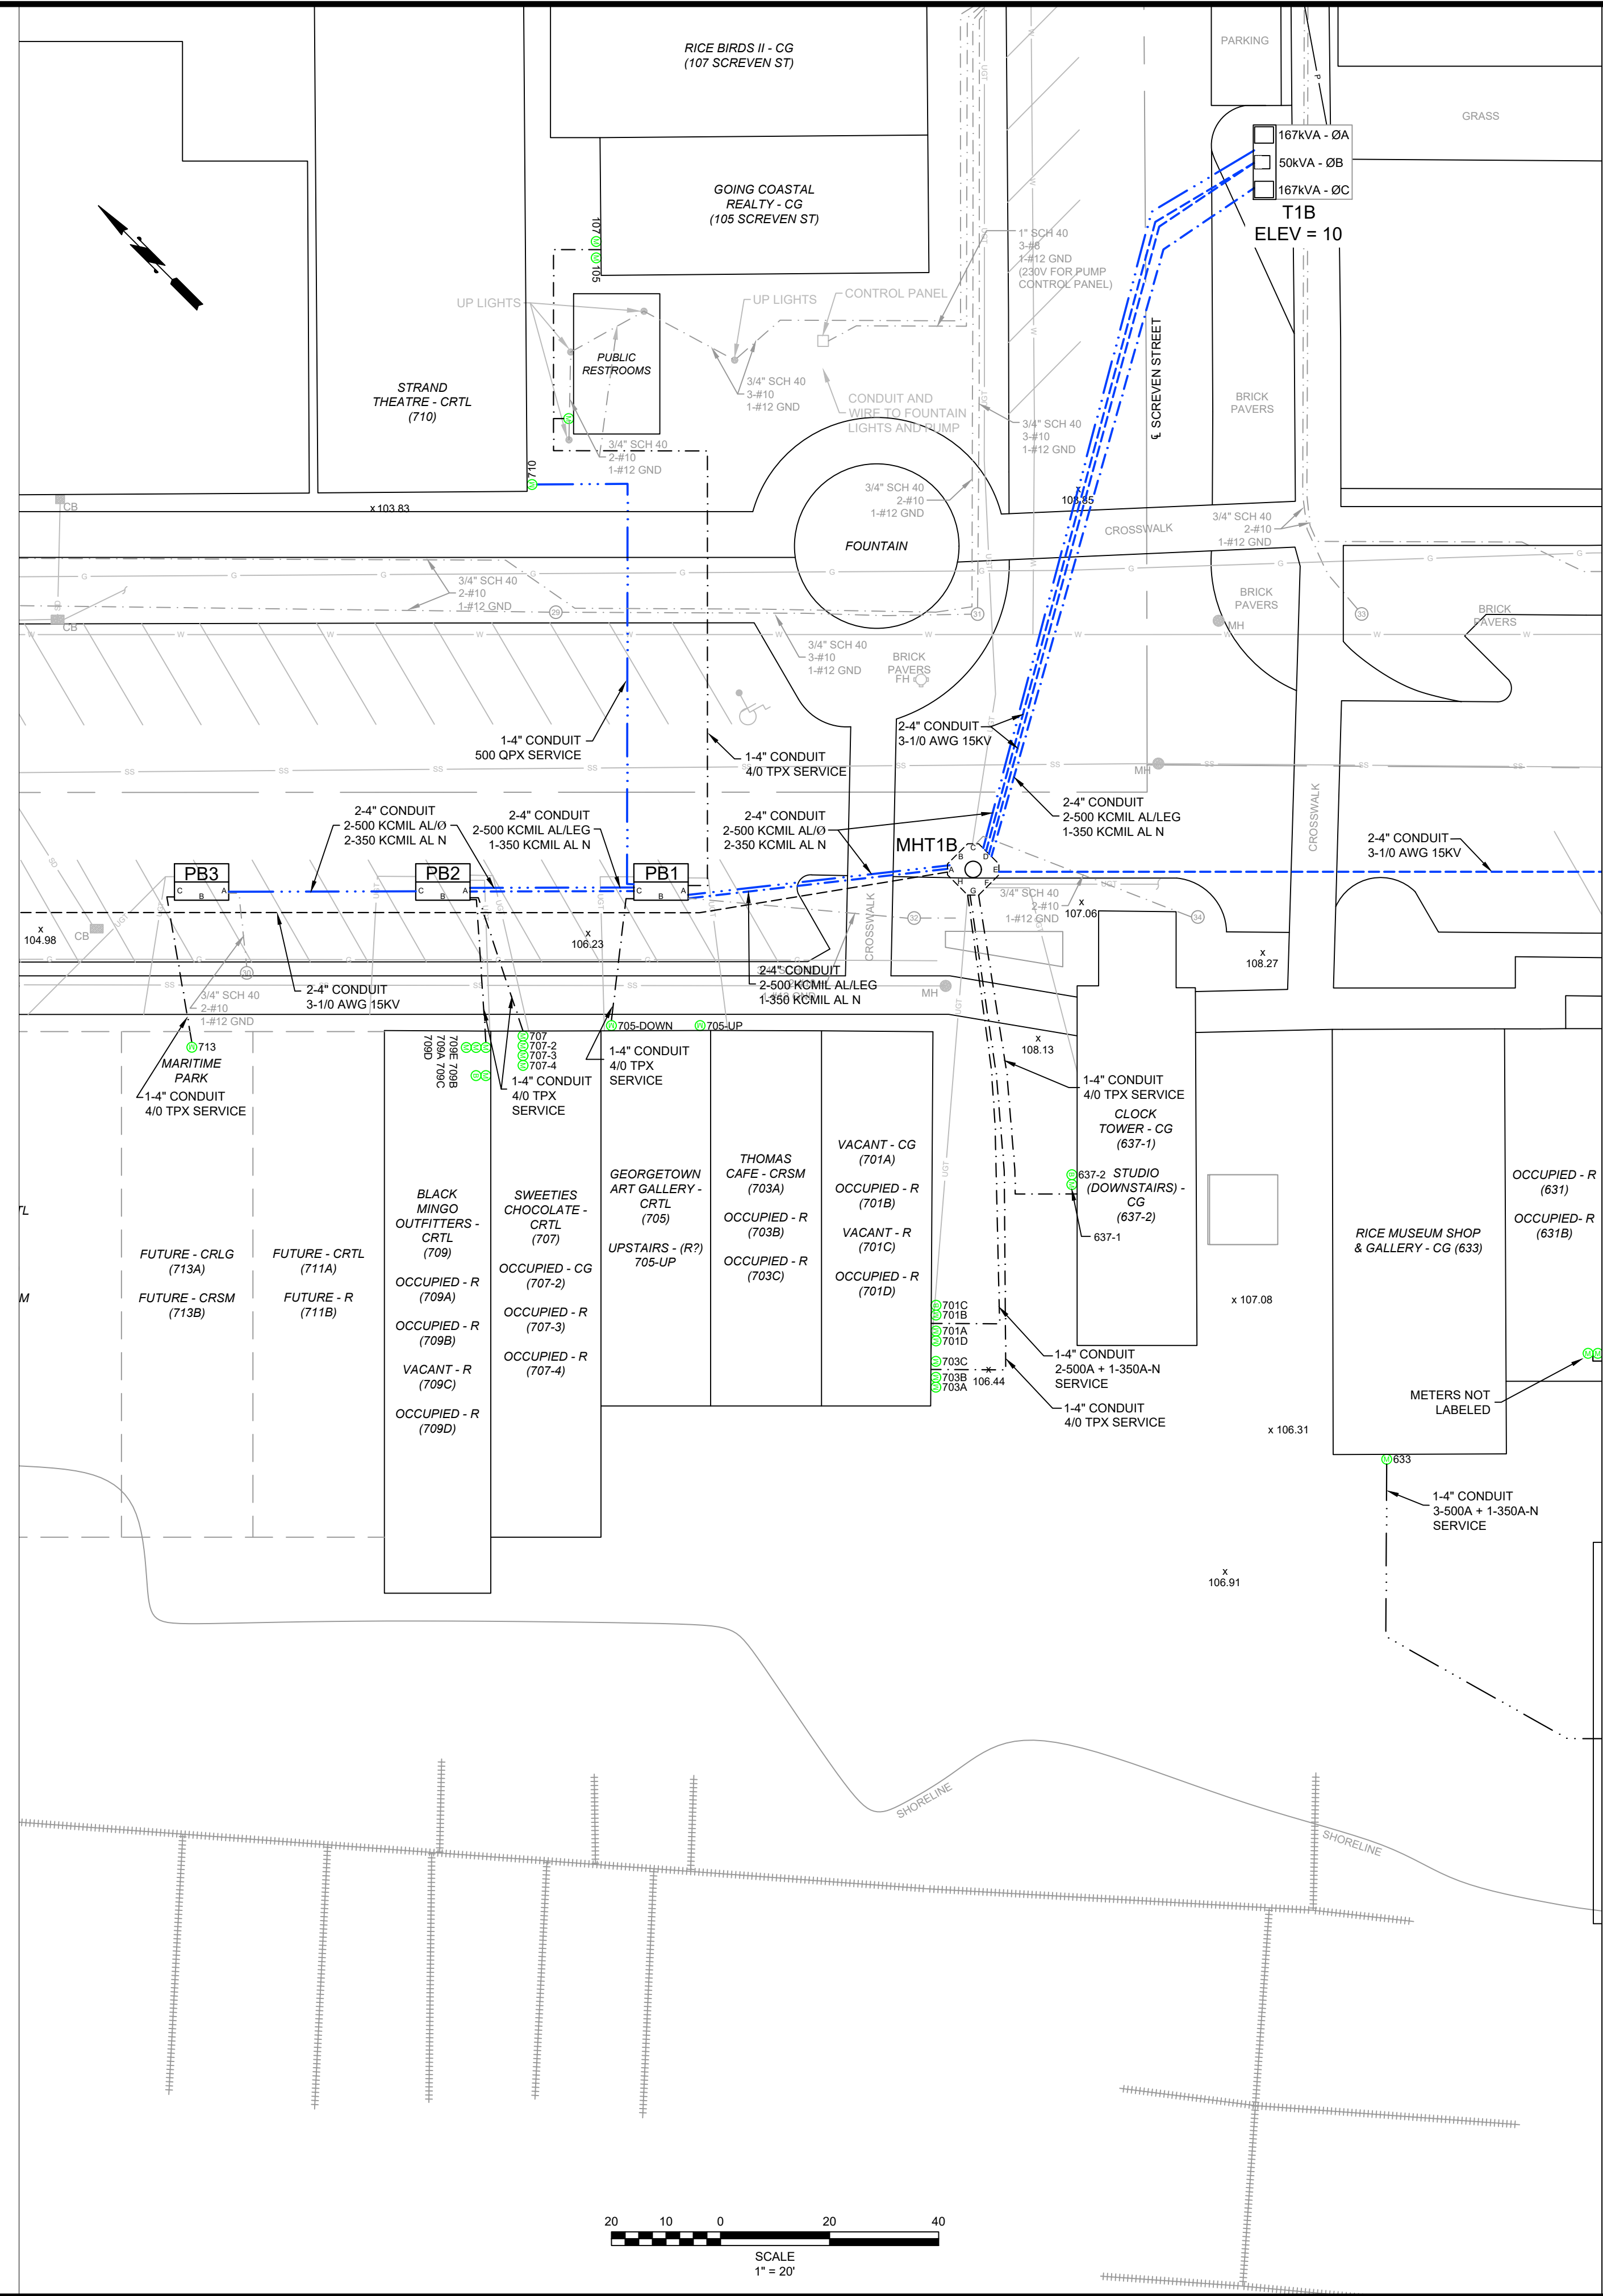 RICE BIRDS II - CG
(107 SCREVEN ST)
PARKING
GRASS
167kVA - ØA
50kVA - ØB
167kVA - ØC
T1B
ELEV = 10
GOING COASTAL
REALTY - CG
(105 SCREVEN ST)
107
105
1" SCH 40
3-#8
1-#12 GND
(230V FOR PUMP
CONTROL PANEL)
UP LIGHTS
UP LIGHTS
CONTROL PANEL
PUBLIC
RESTROOMS
STRAND
THEATRE - CRTL
(710)
3/4" SCH 40
3-#10
1-#12 GND
CONDUIT AND
WIRE TO FOUNTAIN
LIGHTS AND PUMP
SCREVEN STREET
BRICK
PAVERS
3/4" SCH 40
3-#10
1-#12 GND
3/4" SCH 40
2-#10
1-#12 GND
710
3/4" SCH 40
2-#10
1-#12 GND
103.85
CB
x 103.83
3/4" SCH 40
2-#10
1-#12 GND
CROSSWALK
FOUNTAIN
3/4" SCH 40
2-#10
1-#12 GND
29
31
33
BRICK
PAVERS
BRICK
PAVERS
CB
MH
3/4" SCH 40
3-#10
1-#12 GND
BRICK
PAVERS
FH
1-4" CONDUIT
500 QPX SERVICE
1-4" CONDUIT
4/0 TPX SERVICE
2-4" CONDUIT
3-1/0 AWG 15KV
MH
2-4" CONDUIT
2-500 KCMIL AL/Ø
2-350 KCMIL AL N
2-4" CONDUIT
2-500 KCMIL AL/LEG
1-350 KCMIL AL N
2-4" CONDUIT
2-500 KCMIL AL/Ø
2-350 KCMIL AL N
2-4" CONDUIT
2-500 KCMIL AL/LEG
1-350 KCMIL AL N
CROSSWALK
2-4" CONDUIT
3-1/0 AWG 15KV
MHT1B
A
B
C
D
E
F
G
H
PB3
C B A
PB2
C B A
PB1
C B A
3/4" SCH 40
2-#10
1-#12 GND
x
107.06
34
32
CROSSWALK
x
104.98
CB
x
106.23
x
108.27
30
2-4" CONDUIT
3-1/0 AWG 15KV
2-4" CONDUIT
2-500 KCMIL AL/LEG
1-350 KCMIL AL N
MH
3/4" SCH 40
2-#10
1-#12 GND
713
MARITIME
PARK
1-4" CONDUIT
4/0 TPX SERVICE
709D
709A 709C
709E 709B
707
707-2
707-3
707-4
705-DOWN
705-UP
1-4" CONDUIT
4/0 TPX
SERVICE
1-4" CONDUIT
4/0 TPX
SERVICE
x
108.13
1-4" CONDUIT
4/0 TPX SERVICE
CLOCK
TOWER - CG
(637-1)
STUDIO
(DOWNSTAIRS) -
CG
(637-2)
637-2
637-1
FUTURE - CRLG
(713A)
FUTURE - CRSM
(713B)
FUTURE - CRTL
(711A)
FUTURE - R
(711B)
BLACK
MINGO
OUTFITTERS -
CRTL
(709)
OCCUPIED - R
(709A)
OCCUPIED - R
(709B)
VACANT - R
(709C)
OCCUPIED - R
(709D)
SWEETIES
CHOCOLATE -
CRTL
(707)
OCCUPIED - CG
(707-2)
OCCUPIED - R
(707-3)
OCCUPIED - R
(707-4)
GEORGETOWN
ART GALLERY -
CRTL
(705)
UPSTAIRS - (R?)
705-UP
THOMAS
CAFE - CRSM
(703A)
OCCUPIED - R
(703B)
OCCUPIED - R
(703C)
VACANT - CG
(701A)
OCCUPIED - R
(701B)
VACANT - R
(701C)
OCCUPIED - R
(701D)
RICE MUSEUM SHOP
& GALLERY - CG (633)
OCCUPIED - R
(631)
OCCUPIED- R
(631B)
701C
701B
701A
701D
703C
703B
703A
x
106.44
x 107.08
1-4" CONDUIT
2-500A + 1-350A-N
SERVICE
1-4" CONDUIT
4/0 TPX SERVICE
METERS NOT
LABELED
x 106.31
633
1-4" CONDUIT
3-500A + 1-350A-N
SERVICE
x
106.91
SHORELINE
SHORELINE
20 10 0 20 40
SCALE
1" = 20'